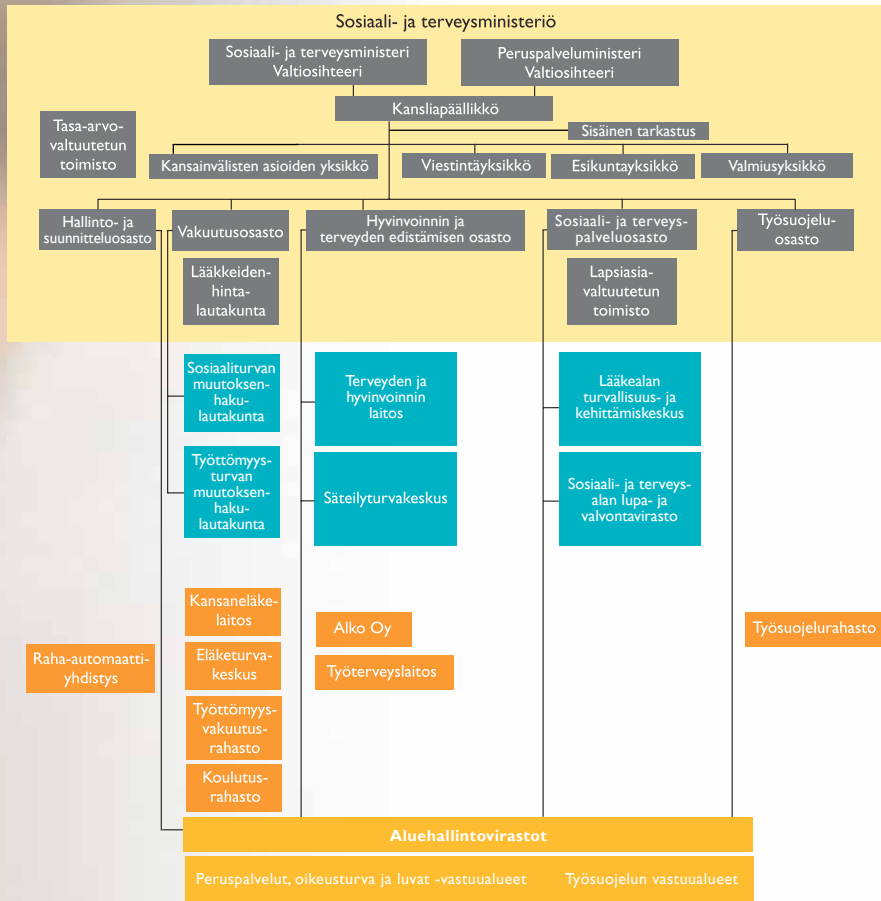 Sosiaali- ja terveysministeriö
Sosiaali- ja terveysministeri
Valtiosihteeri
Peruspalveluministeri
Valtiosihteeri
Kansliapäällikkö
Tasa-arvo-
valtuutetun
toimisto
Sisäinen tarkastus
Kansainvälisten asioiden yksikkö
Viestintäyksikkö
Esikuntayksikkö
Valmiusyksikkö
Hallinto- ja
suunnitteluosasto
Vakuutusosasto
Hyvinvoinnin ja
terveyden edistämisen osasto
Sosiaali- ja terveys-
palveluosasto
Työsuojelu-
osasto
Lääkkeiden-
hinta-
lautakunta
Lapsiasia-
valtuutetun
toimisto
Sosiaaliturvan
muutoksen-
haku-
lautakunta
Terveyden ja
hyvinvoinnin
laitos
Lääkealan
turvallisuus- ja
kehittämiskeskus
Työttömyys-
turvan
muutoksen-
haku-
lautakunta
Säteilyturvakeskus
Sosiaali- ja terveys-
alan lupa- ja
valvontavirasto
Kansaneläke-
laitos
Alko Oy
Työsuojelurahasto
Raha-automaatti-
yhdistys
Eläketurva-
keskus
Työterveyslaitos
Työttömyys-
vakuutus-
rahasto
Koulutus-
rahasto
Aluehallintovirastot
Peruspalvelut, oikeusturva ja luvat -vastuualueet
Työsuojelun vastuualueet